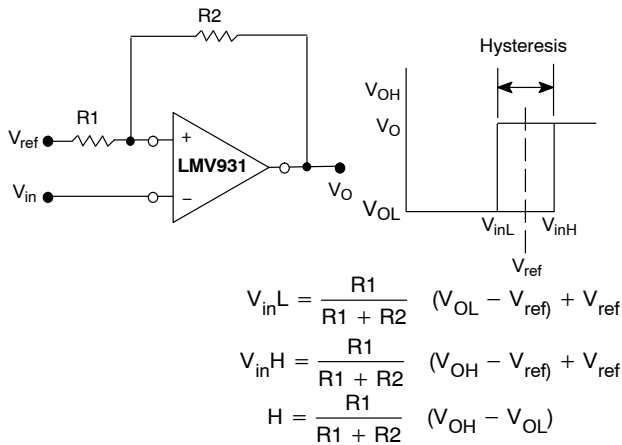 R2
Hysteresis
R1
V_OH
V_ref
+
V_O
LMV931
V_in
−
V_O
V_OL
V_inL
V_inH
V_ref
V_inL = R1 / (R1 + R2) (V_OL − V_ref) + V_ref
V_inH = R1 / (R1 + R2) (V_OH − V_ref) + V_ref
H = R1 / (R1 + R2) (V_OH − V_OL)